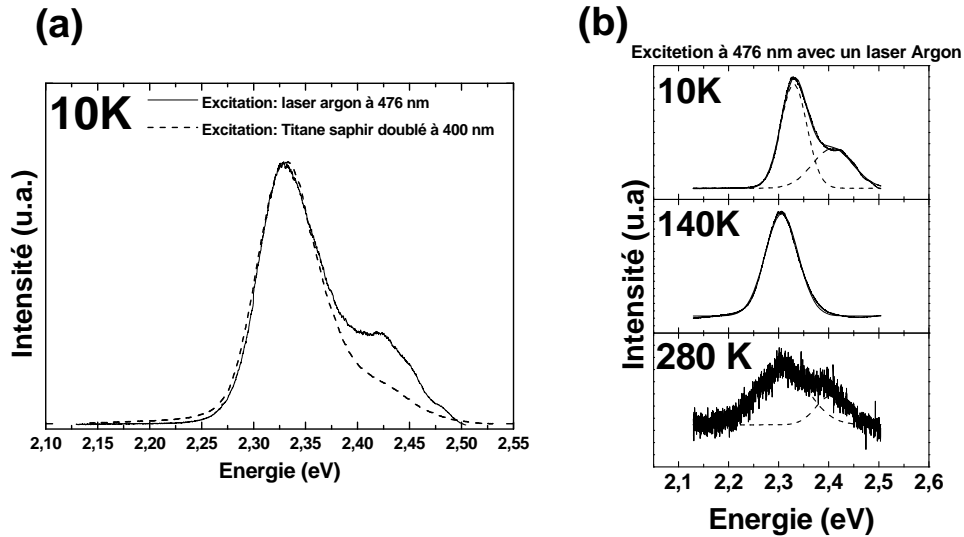 (a)
10K
Excitation: laser argon à 476 nm
Excitation: Titane saphir doublé à 400 nm
Intensité (u.a.)
2,10 2,15 2,20 2,25 2,30 2,35 2,40 2,45 2,50 2,55
Energie (eV)
(b)
Excitetion à 476 nm avec un laser Argon
10K
140K
280 K
Intensité (u.a)
2,1 2,2 2,3 2,4 2,5 2,6
Energie (eV)